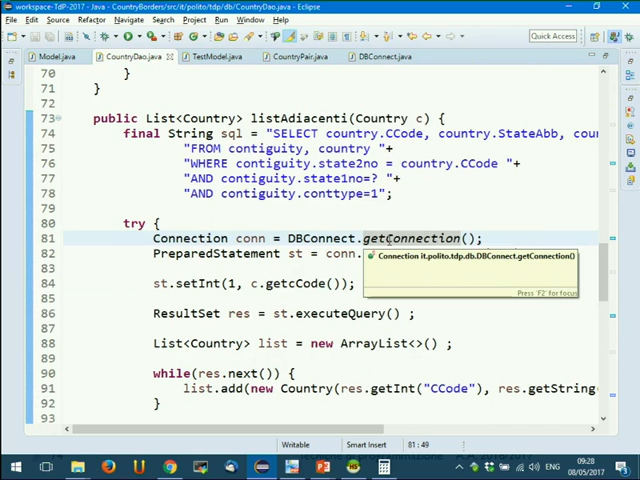 workspace-TdP-2017 - Java - CountryBorders/src/it/polito/tdp/db/CountryDao.java - Eclipse
File Edit Source Refactor Navigate Search Project Run Window Help
Quick Access
Model.java CountryDao.java TestModel.java CountryPair.java DBConnect.java
70 }
71 }
72
73 public List<Country> listAdiacenti(Country c) {
74 final String sql = "SELECT country.CCode, country.StateAbb,
75 "FROM contiguity, country "+
76 "WHERE contiguity.state2no = country.CCode "+
77 "AND contiguity.state1no=? "+
78 "AND contiguity.conttype=1";
79
80 try {
81 Connection conn = DBConnect.getConnection();
82 PreparedStatement st = conn.
83
84 st.setInt(1, c.getcCode());
85
86 ResultSet res = st.executeQuery() ;
87
88 List<Country> list = new ArrayList<>() ;
89
90 while(res.next()) {
91 list.add(new Country(res.getInt("CCode"), res.getString
92 }
93
Connection it.polito.tdp.db.DBConnect.getConnection()
Press 'F2' for focus
Writable Smart Insert 81 : 49
09:28
08/05/2017